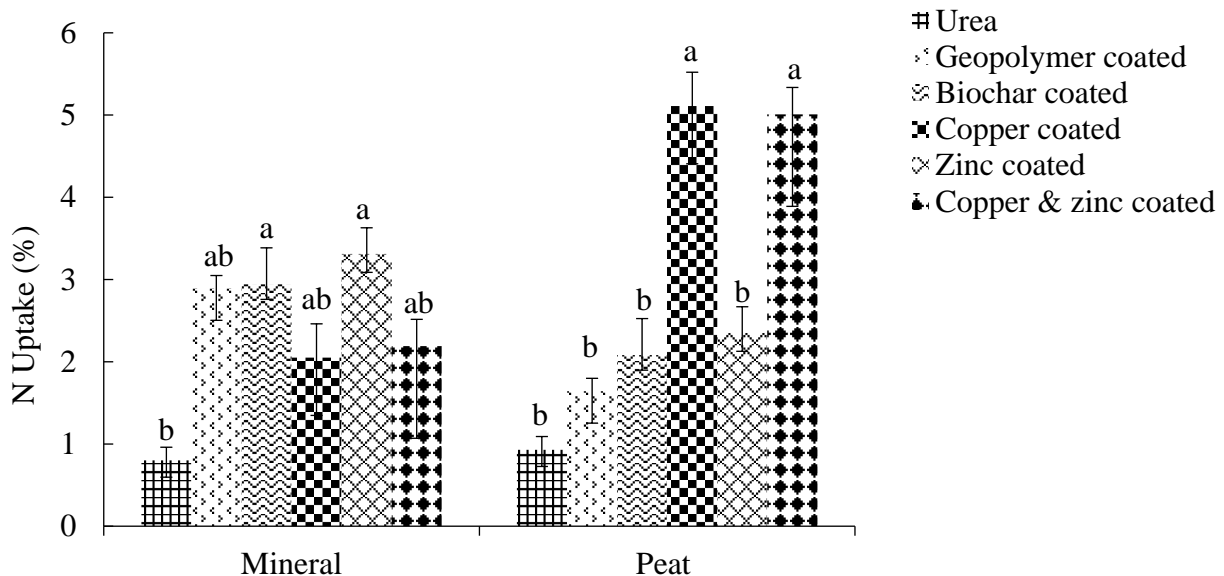 N Uptake (%)
6
5
4
3
2
1
0
b
ab
a
ab
a
ab
b
b
b
a
b
a
Mineral
Peat
Urea
Geopolymer coated
Biochar coated
Copper coated
Zinc coated
Copper & zinc coated